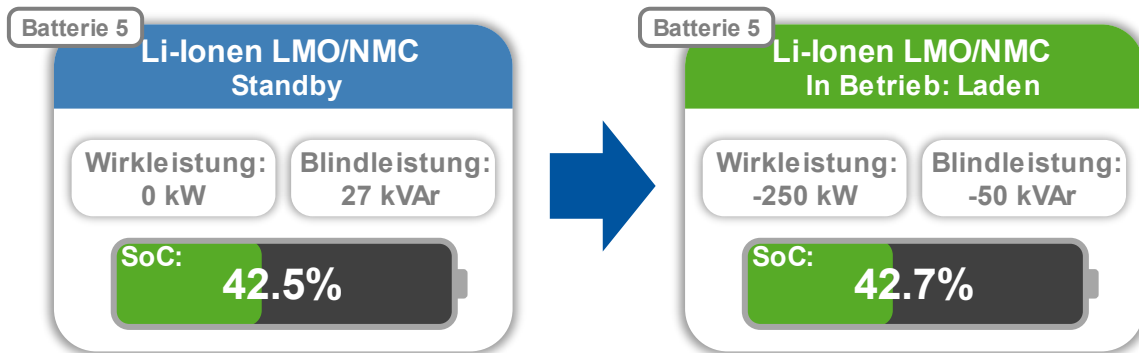 Batterie 5
Li-Ionen LMO/NMC
Standby
Wirkleistung:
0 kW
Blindleistung:
27 kVAr
SoC:
42.5%
Batterie 5
Li-Ionen LMO/NMC
In Betrieb: Laden
Wirkleistung:
-250 kW
Blindleistung:
-50 kVAr
SoC:
42.7%